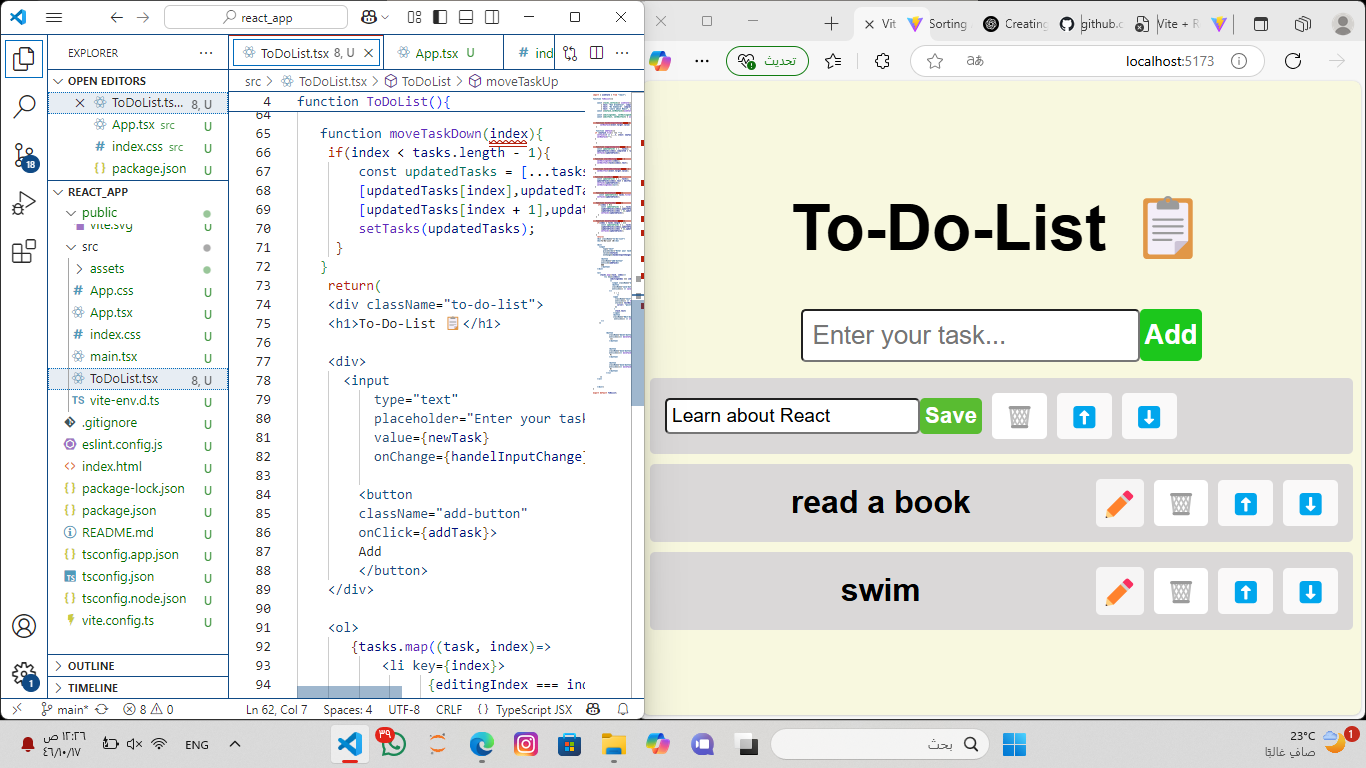 react_app
EXPLORER
OPEN EDITORS
ToDoList.ts... 8, U
App.tsx src U
index.css src U
package.json U
REACT_APP
public
vite.svg U
src
assets
App.css U
App.tsx U
index.css U
main.tsx U
ToDoList.tsx 8, U
TS vite-env.d.ts U
.gitignore U
eslint.config.js U
index.html U
package-lock.json U
package.json U
README.md U
tsconfig.app.json U
tsconfig.json U
tsconfig.node.json U
vite.config.ts U
OUTLINE
TIMELINE
18
1
ToDoList.tsx 8, U
App.tsx U
# ind
src > ToDoList.tsx > ToDoList > moveTaskUp
4 function ToDoList(){
64
65 function moveTaskDown(index){
66 if(index < tasks.length - 1){
67 const updatedTasks = [...tasks
68 [updatedTasks[index],updatedTa
69 [updatedTasks[index + 1],updat
70 setTasks(updatedTasks);
71 }
72 }
73 return(
74 <div className="to-do-list">
75 <h1>To-Do-List 📋</h1>
76
77 <div>
78 <input
79 type="text"
80 placeholder="Enter your task
81 value={newTask}
82 onChange={handelInputChange}
83
84 <button
85 className="add-button"
86 onClick={addTask}>
87 Add
88 </button>
89 </div>
90
91 <ol>
92 {tasks.map((task, index)=>
93 <li key={index}>
94 {editingIndex === ind
main* 8 0 Ln 62, Col 7 Spaces: 4 UTF-8 CRLF {} TypeScript JSX
Vit
Sorting
Creating
github.c
Vite + R
تحديث
localhost:5173
To-Do-List 📋
Enter your task...
Add
Learn about React
Save
read a book
swim
١٢:٢٦ ص
٤٦/١٠/١٧
ENG
٣٩
بحث
23°C
صافٍ غالبًا
1